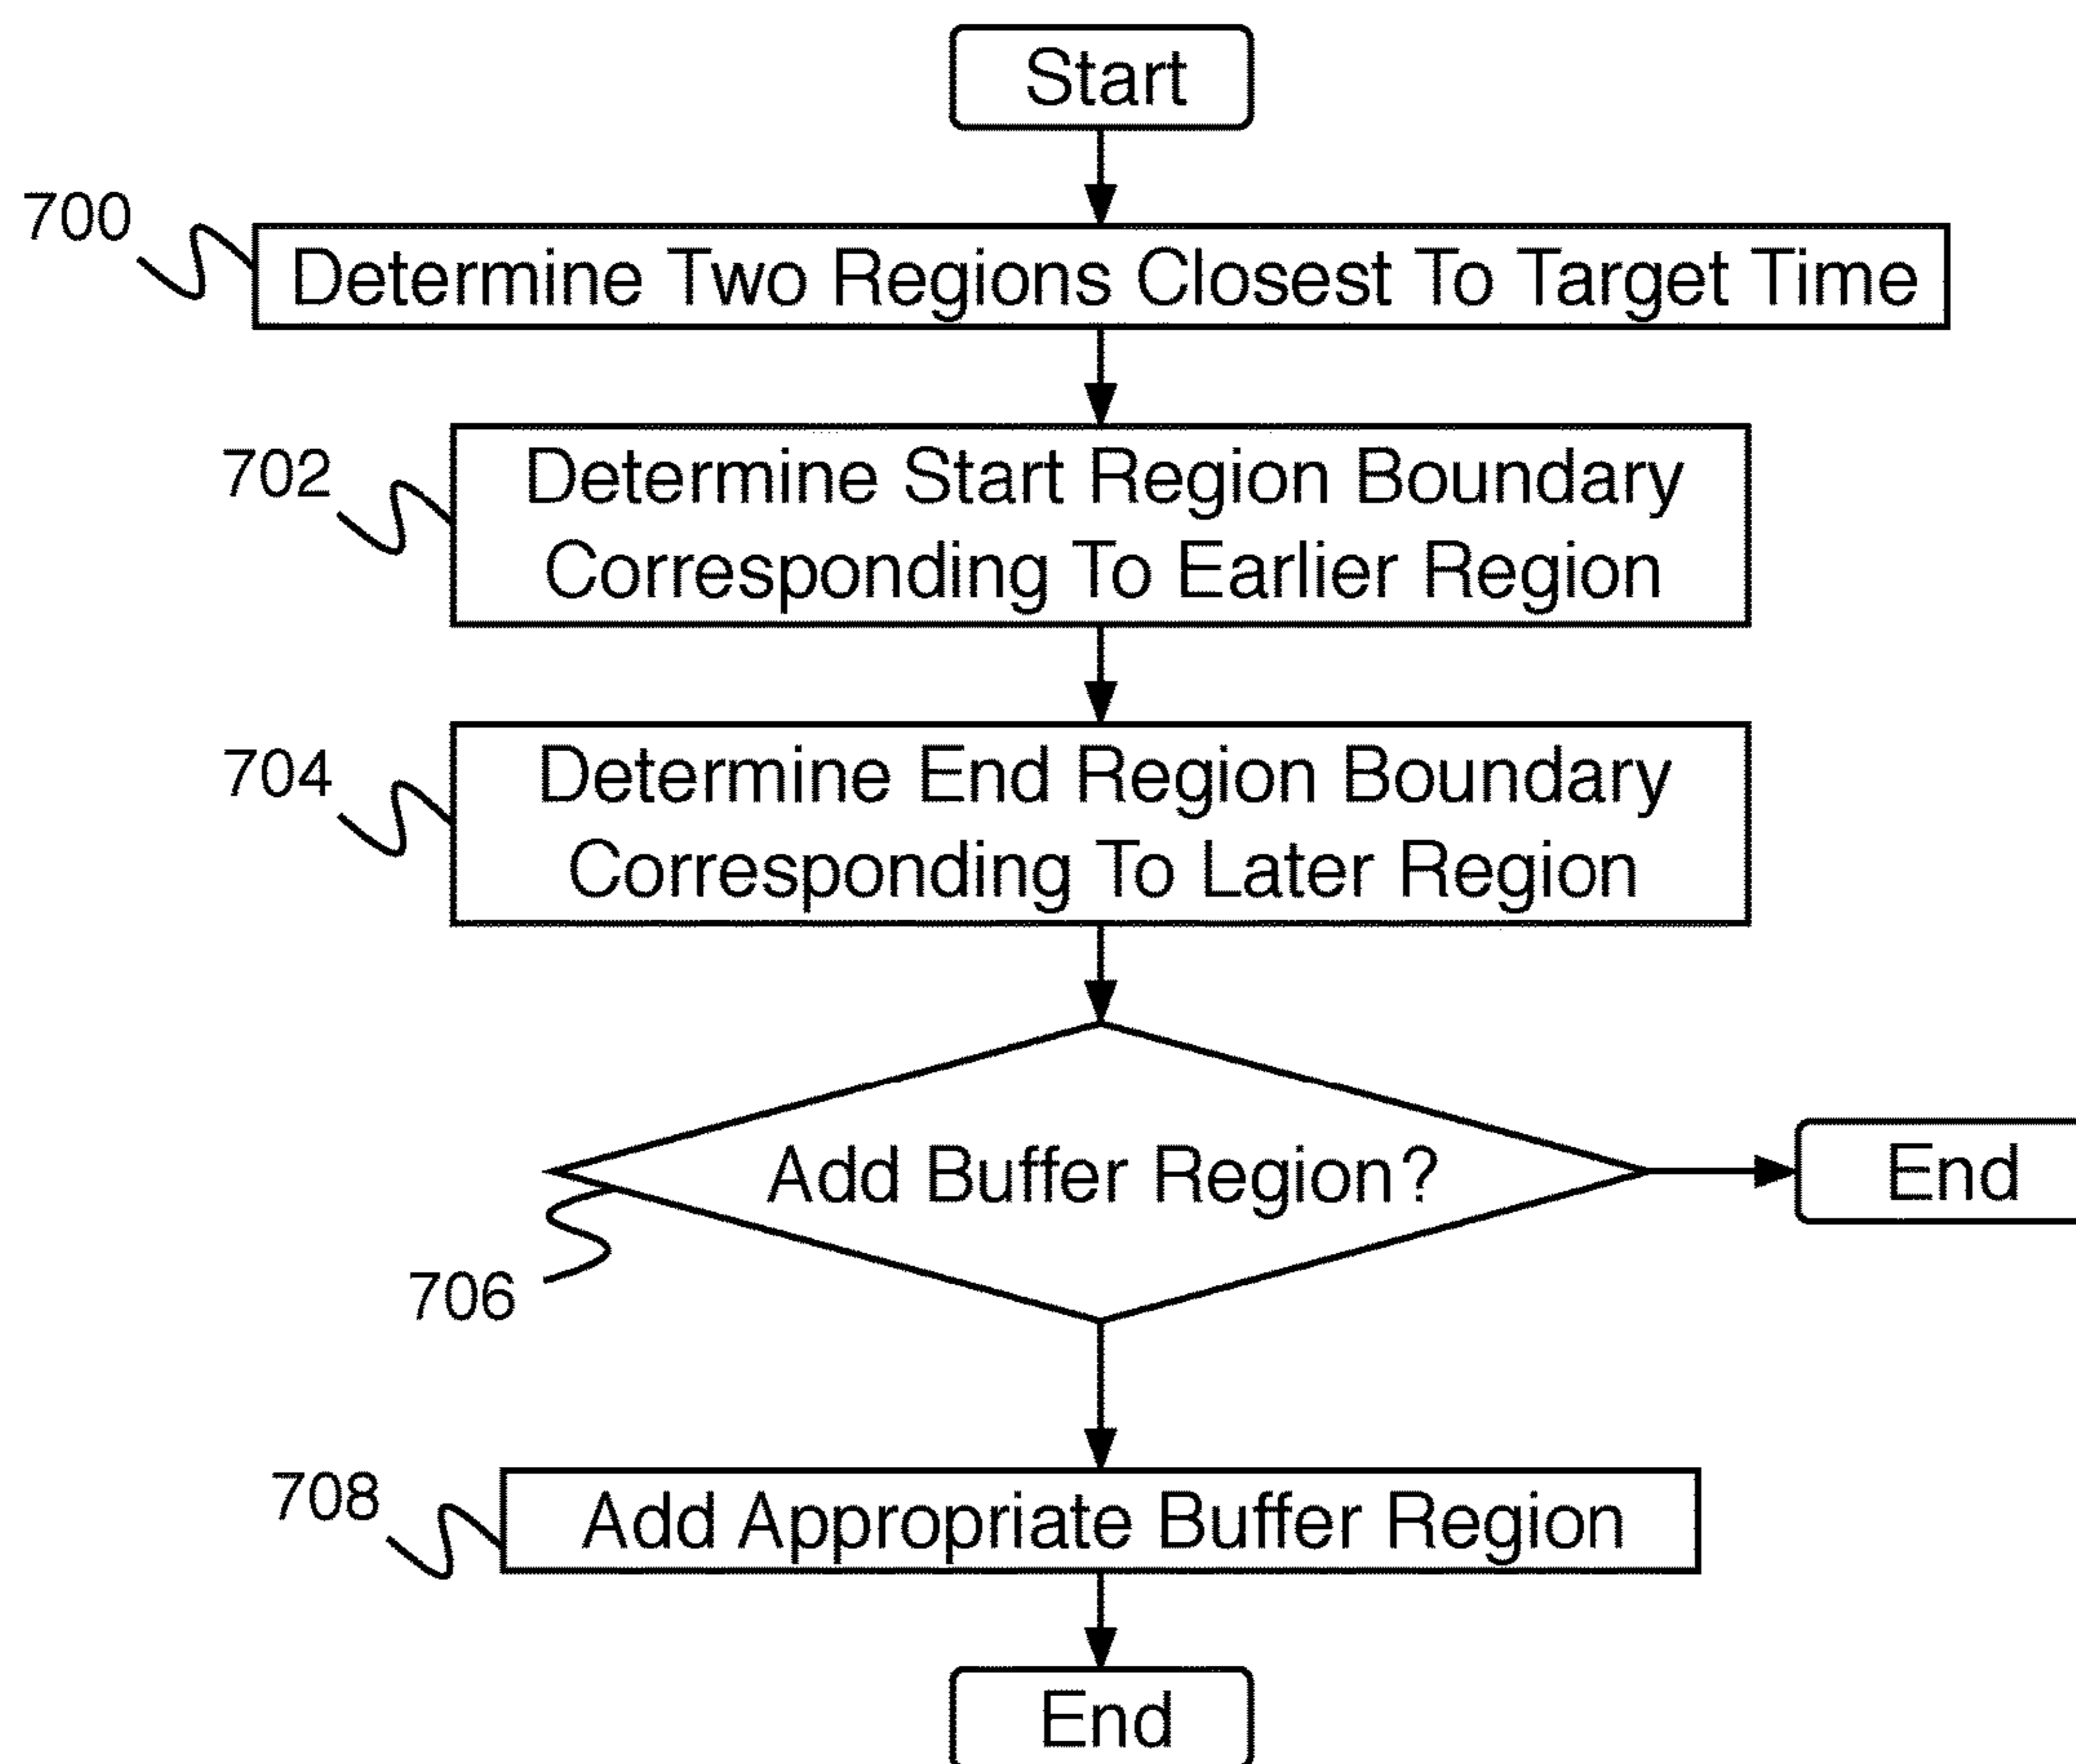 Start
700
Determine Two Regions Closest To Target Time
702
Determine Start Region Boundary
Corresponding To Earlier Region
704
Determine End Region Boundary
Corresponding To Later Region
Add Buffer Region?
End
706
708
Add Appropriate Buffer Region
End